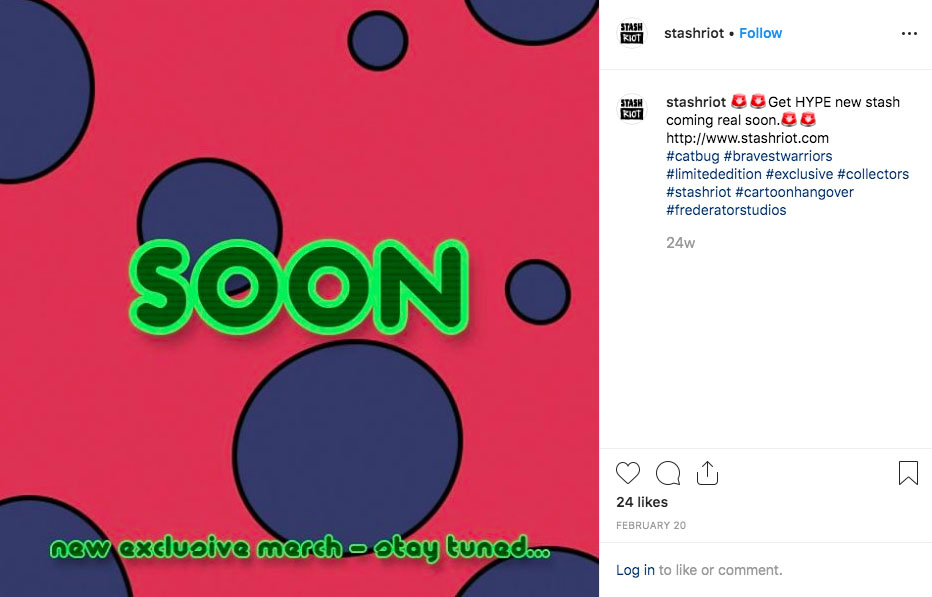 SOON
new exclusive merch – stay tuned...
STASH
RIOT
stashriot • Follow
STASH
RIOT
stashriot 🚨🚨Get HYPE new stash
coming real soon.🚨🚨
http://www.stashriot.com
#catbug #bravestwarriors
#limitededition #exclusive #collectors
#stashriot #cartoonhangover
#frederatorstudios
24w
24 likes
FEBRUARY 20
Log in to like or comment.